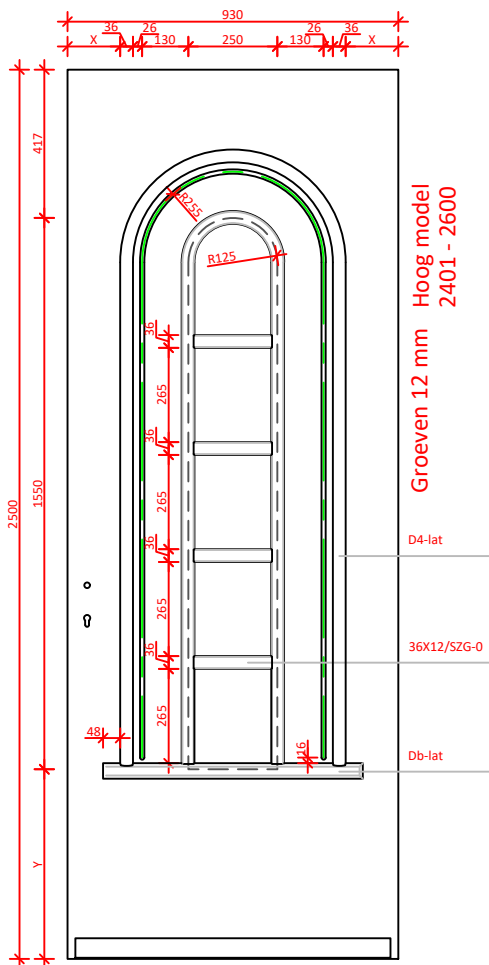 930
36
26
26
36
X
130
250
130
X
417
R255
R125
Hoog model
2401 - 2600
Groeven 12 mm
36
265
36
265
36
265
36
265
2500
1550
D4-lat
36X12/SZG-0
48
16
Db-lat
Y